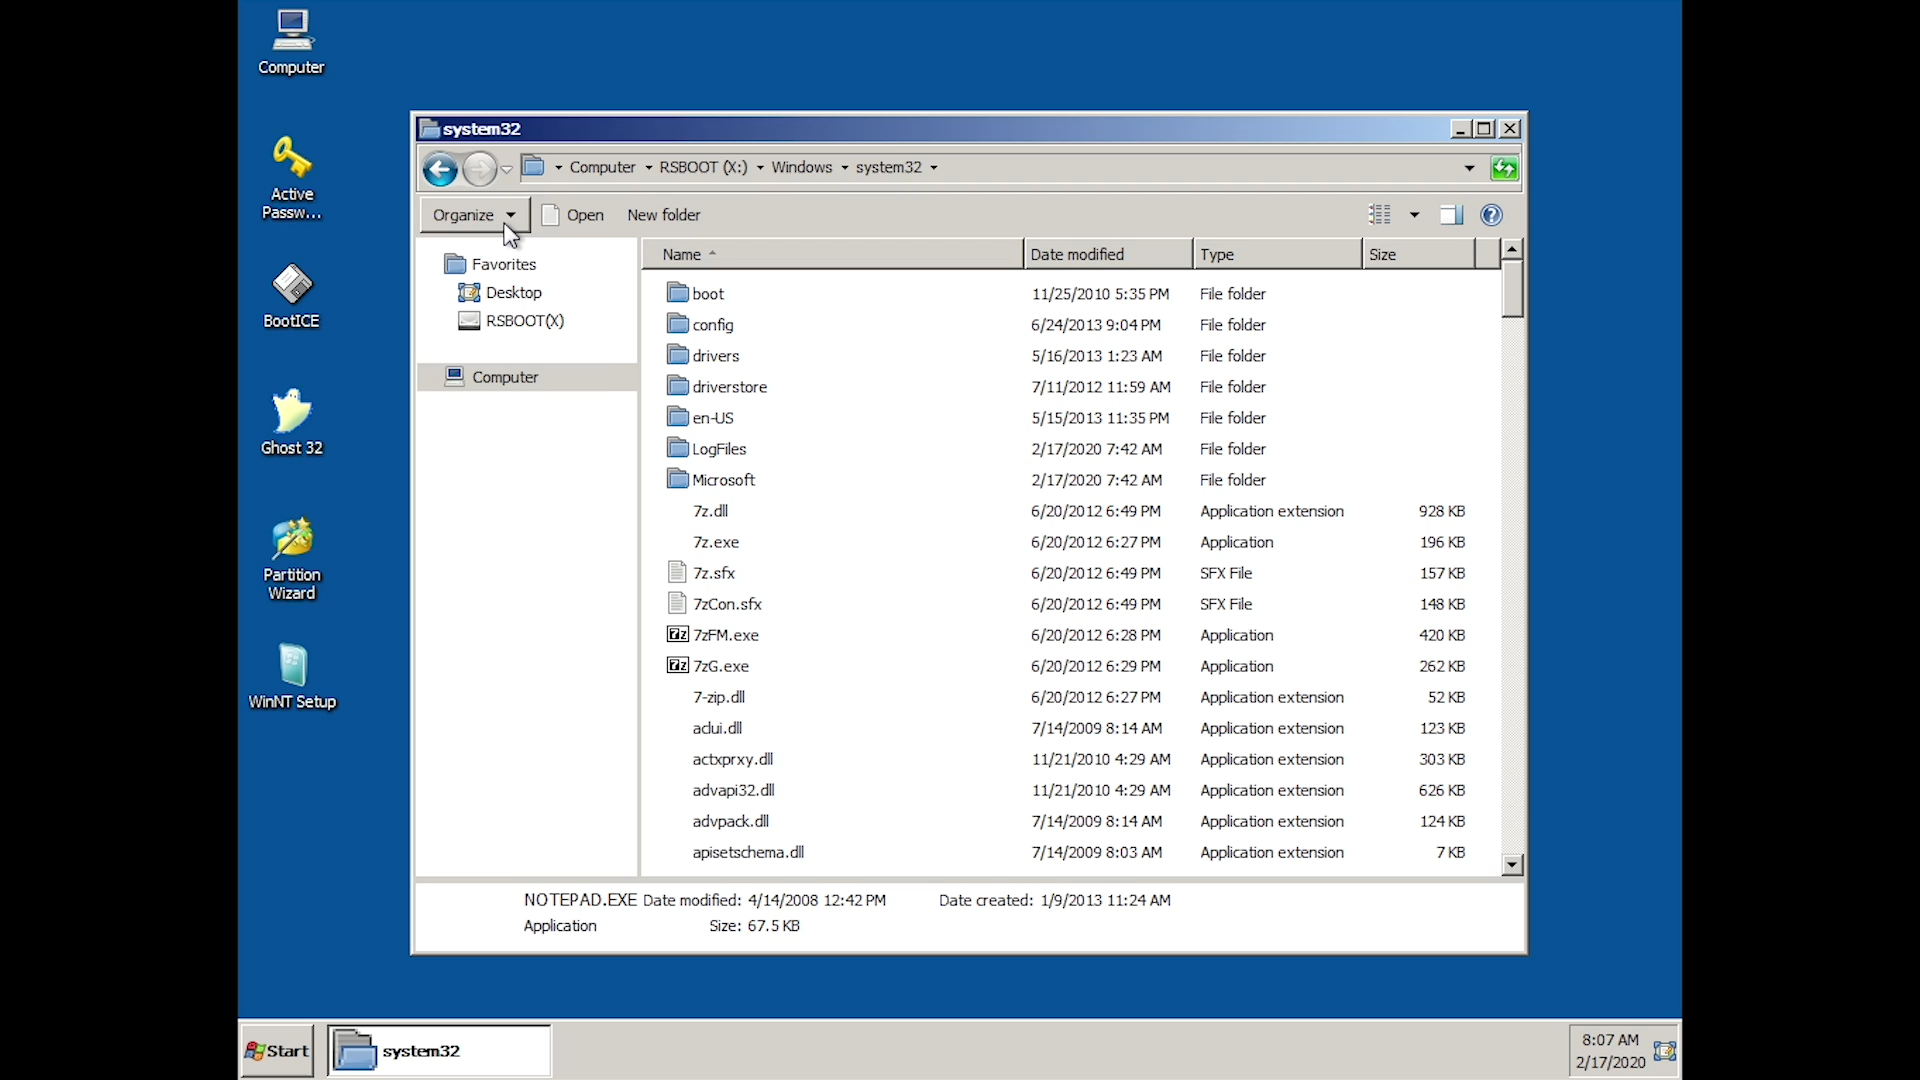 Computer
Active
Passw...
BootICE
Ghost 32
Partition
Wizard
WinNT Setup
system32
Computer RSBOOT (X:) Windows system32
Organize Open New folder
Favorites
Desktop
RSBOOT(X)
Computer
Name Date modified Type Size
boot 11/25/2010 5:35 PM File folder
config 6/24/2013 9:04 PM File folder
drivers 5/16/2013 1:23 AM File folder
driverstore 7/11/2012 11:59 AM File folder
en-US 5/15/2013 11:35 PM File folder
LogFiles 2/17/2020 7:42 AM File folder
Microsoft 2/17/2020 7:42 AM File folder
7z.dll 6/20/2012 6:49 PM Application extension 928 KB
7z.exe 6/20/2012 6:27 PM Application 196 KB
7z.sfx 6/20/2012 6:49 PM SFX File 157 KB
7zCon.sfx 6/20/2012 6:49 PM SFX File 148 KB
7zFM.exe 6/20/2012 6:28 PM Application 420 KB
7zG.exe 6/20/2012 6:29 PM Application 262 KB
7-zip.dll 6/20/2012 6:27 PM Application extension 52 KB
aclui.dll 7/14/2009 8:14 AM Application extension 123 KB
actxprxy.dll 11/21/2010 4:29 AM Application extension 303 KB
advapi32.dll 11/21/2010 4:29 AM Application extension 626 KB
advpack.dll 7/14/2009 8:14 AM Application extension 124 KB
apisetschema.dll 7/14/2009 8:03 AM Application extension 7 KB
NOTEPAD.EXE Date modified: 4/14/2008 12:42 PM Date created: 1/9/2013 11:24 AM
Application Size: 67.5 KB
Start system32 8:07 AM
2/17/2020